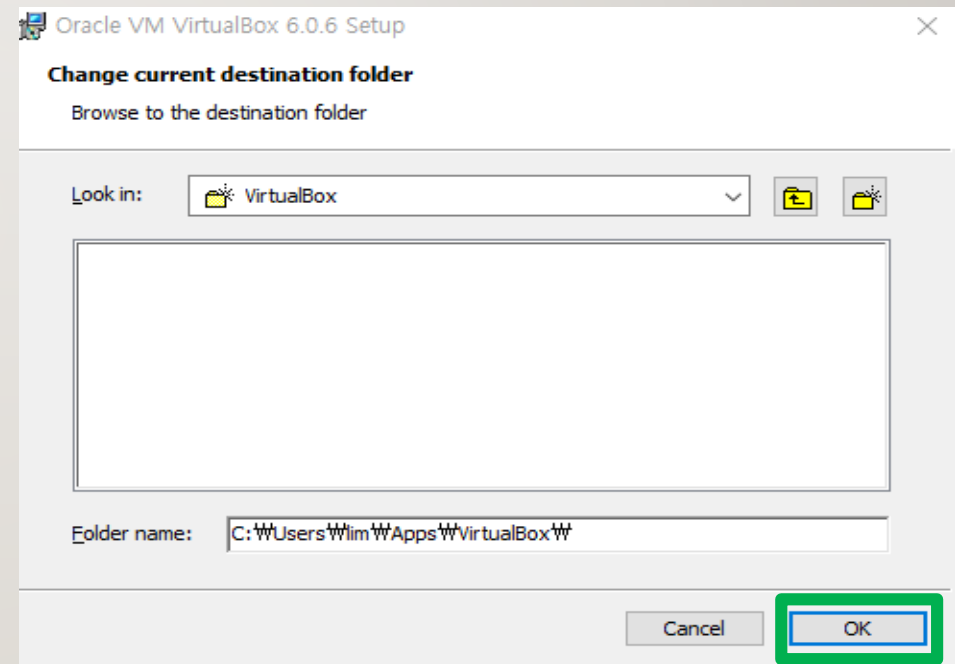 Oracle VM VirtualBox 6.0.6 Setup
Change current destination folder
Browse to the destination folder
Look in: VirtualBox
Folder name: C:₩Users₩lim₩Apps₩VirtualBox₩
Cancel OK